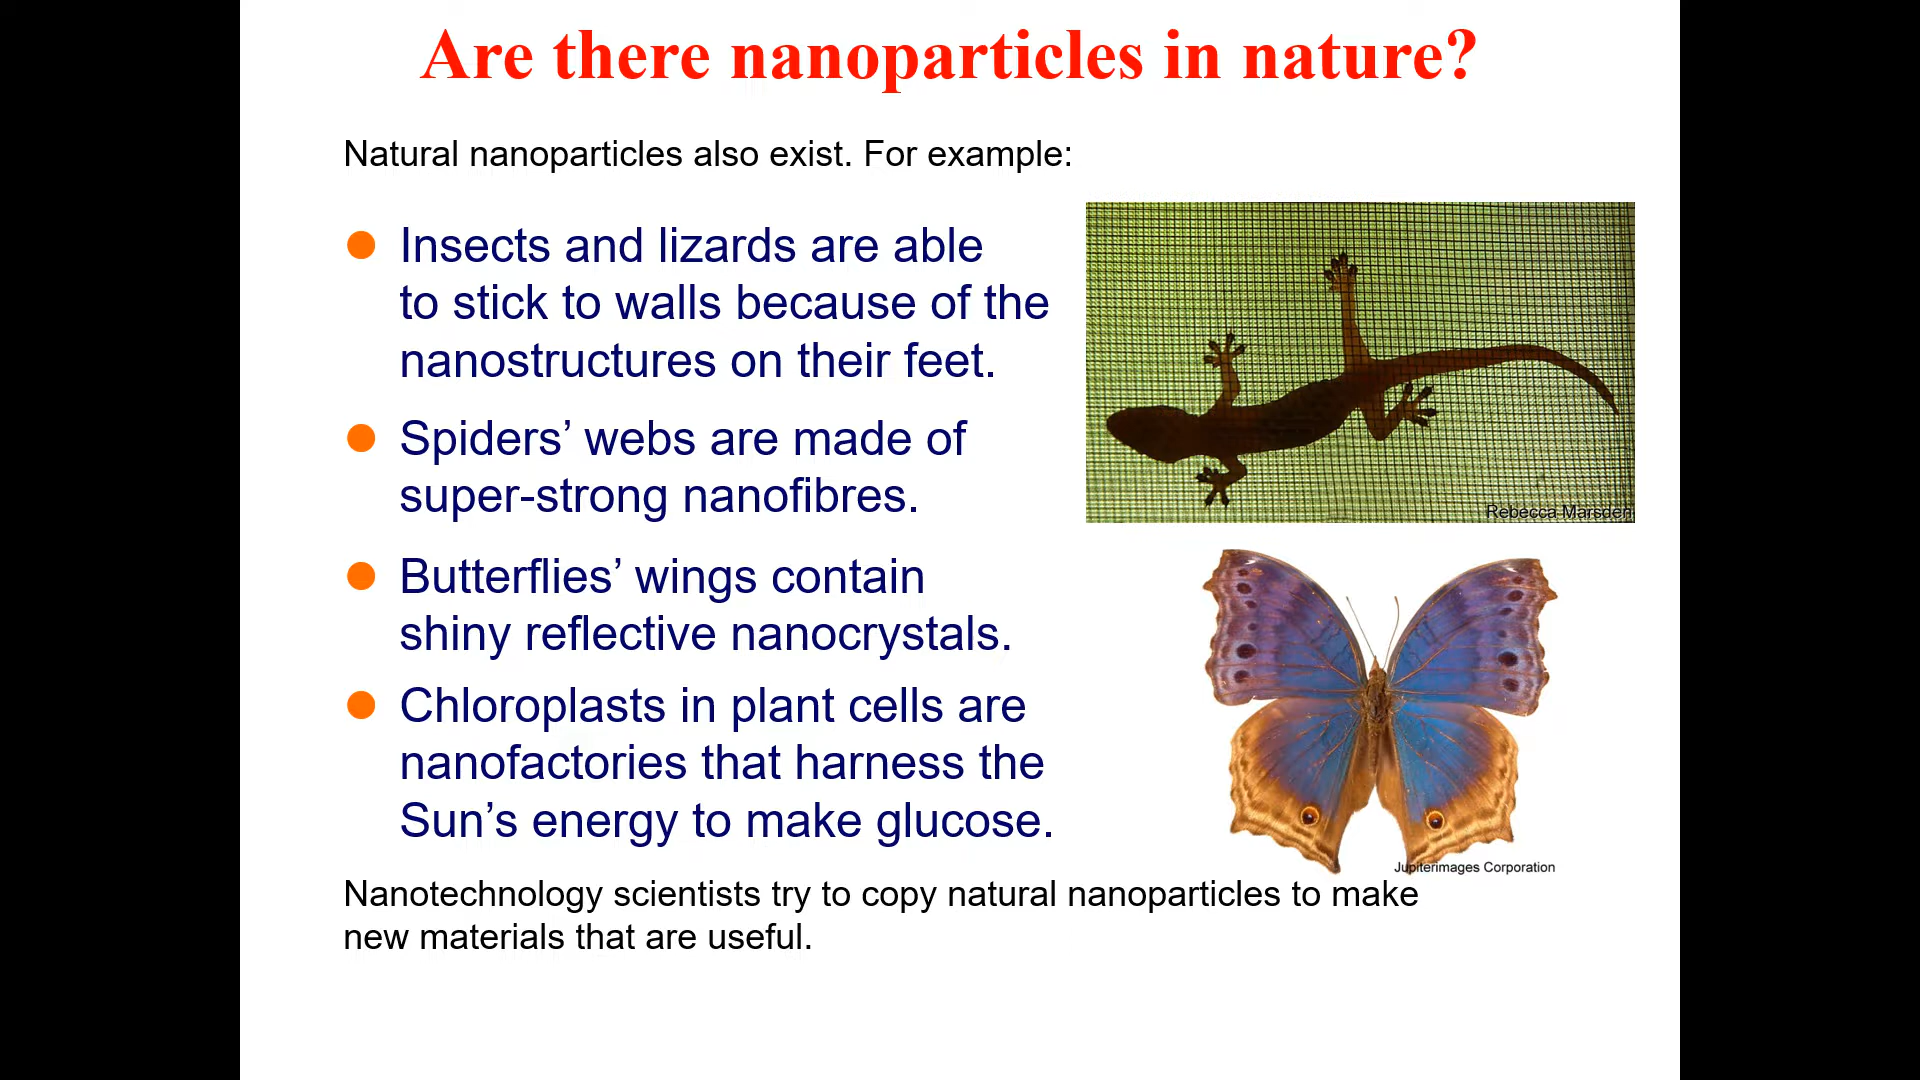 Are there nanoparticles in nature?
Natural nanoparticles also exist. For example:
Insects and lizards are able
to stick to walls because of the
nanostructures on their feet.
Spiders’ webs are made of
super-strong nanofibres.
Butterflies’ wings contain
shiny reflective nanocrystals.
Chloroplasts in plant cells are
nanofactories that harness the
Sun’s energy to make glucose.
Rebecca Marsden
Jupiterimages Corporation
Nanotechnology scientists try to copy natural nanoparticles to make
new materials that are useful.